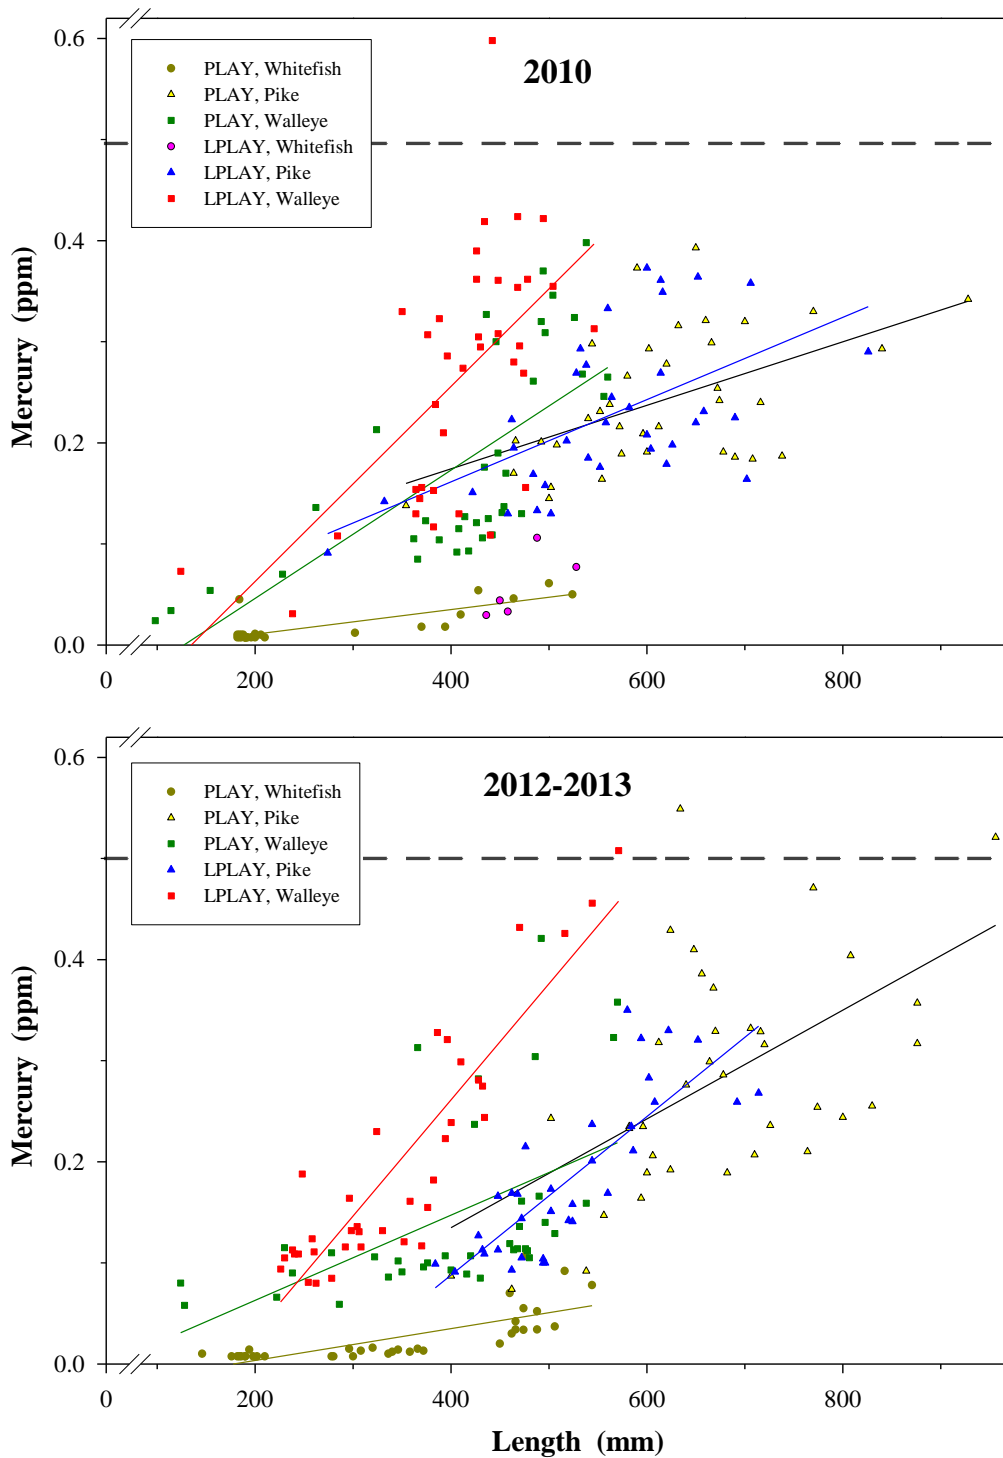 0.6
2010
PLAY, Whitefish
PLAY, Pike
PLAY, Walleye
LPLAY, Whitefish
LPLAY, Pike
LPLAY, Walleye
0.4
Mercury (ppm)
0.2
0.0
0 200 400 600 800
0.6
2012-2013
PLAY, Whitefish
PLAY, Pike
PLAY, Walleye
LPLAY, Pike
LPLAY, Walleye
0.4
Mercury (ppm)
0.2
0.0
0 200 400 600 800
Length (mm)